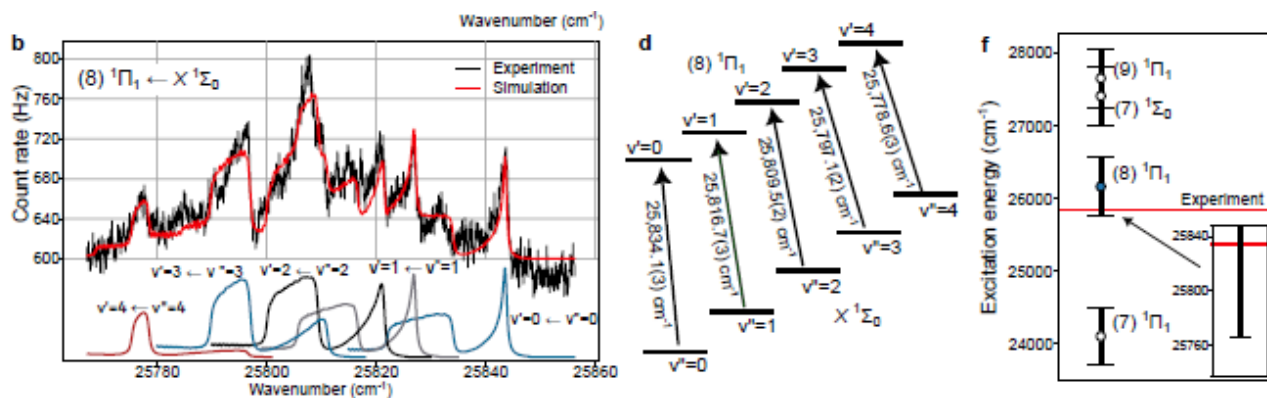 Wavenumber (cm⁻¹)
b
800
760
720
680
640
600
Count rate (Hz)
(8) ¹Π₁ ← X ¹Σ₀
Experiment
Simulation
v'=4 ← v''=4
v'=3 ← v''=3
v'=2 ← v''=2
v'=1 ← v''=1
v'=0 ← v''=0
25780
25800
25820
25840
25860
Wavenumber (cm⁻¹)
d
(8) ¹Π₁
v'=0
v'=1
v'=2
v'=3
v'=4
25,834.1(3) cm⁻¹
25,816.7(3) cm⁻¹
25,809.5(2) cm⁻¹
25,797.1(2) cm⁻¹
25,778.6(3) cm⁻¹
v''=0
v''=1
v''=2
v''=3
v''=4
X ¹Σ₀
f
Excitation energy (cm⁻¹)
28000
27000
26000
25000
24000
(9) ¹Π₁
(7) ¹Σ₀
(8) ¹Π₁
Experiment
(7) ¹Π₁
25840
25800
25760